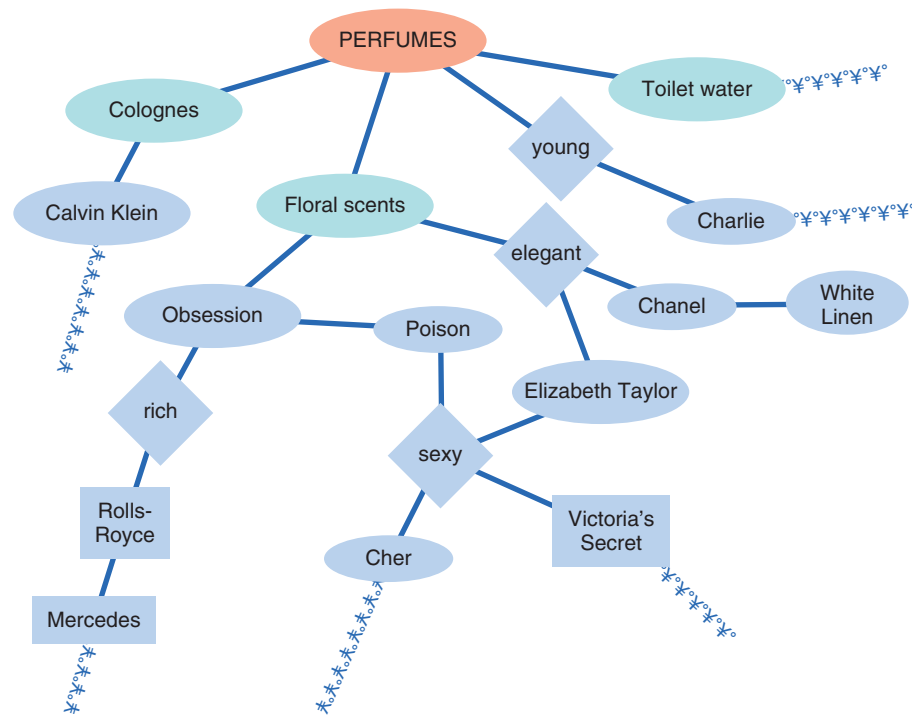 PERFUMES
Toilet water
Colognes
young
Calvin Klein
Floral scents
Charlie
elegant
Obsession
Poison
Chanel
White
Linen
Elizabeth Taylor
rich
sexy
Rolls-
Royce
Victoria's
Secret
Cher
Mercedes